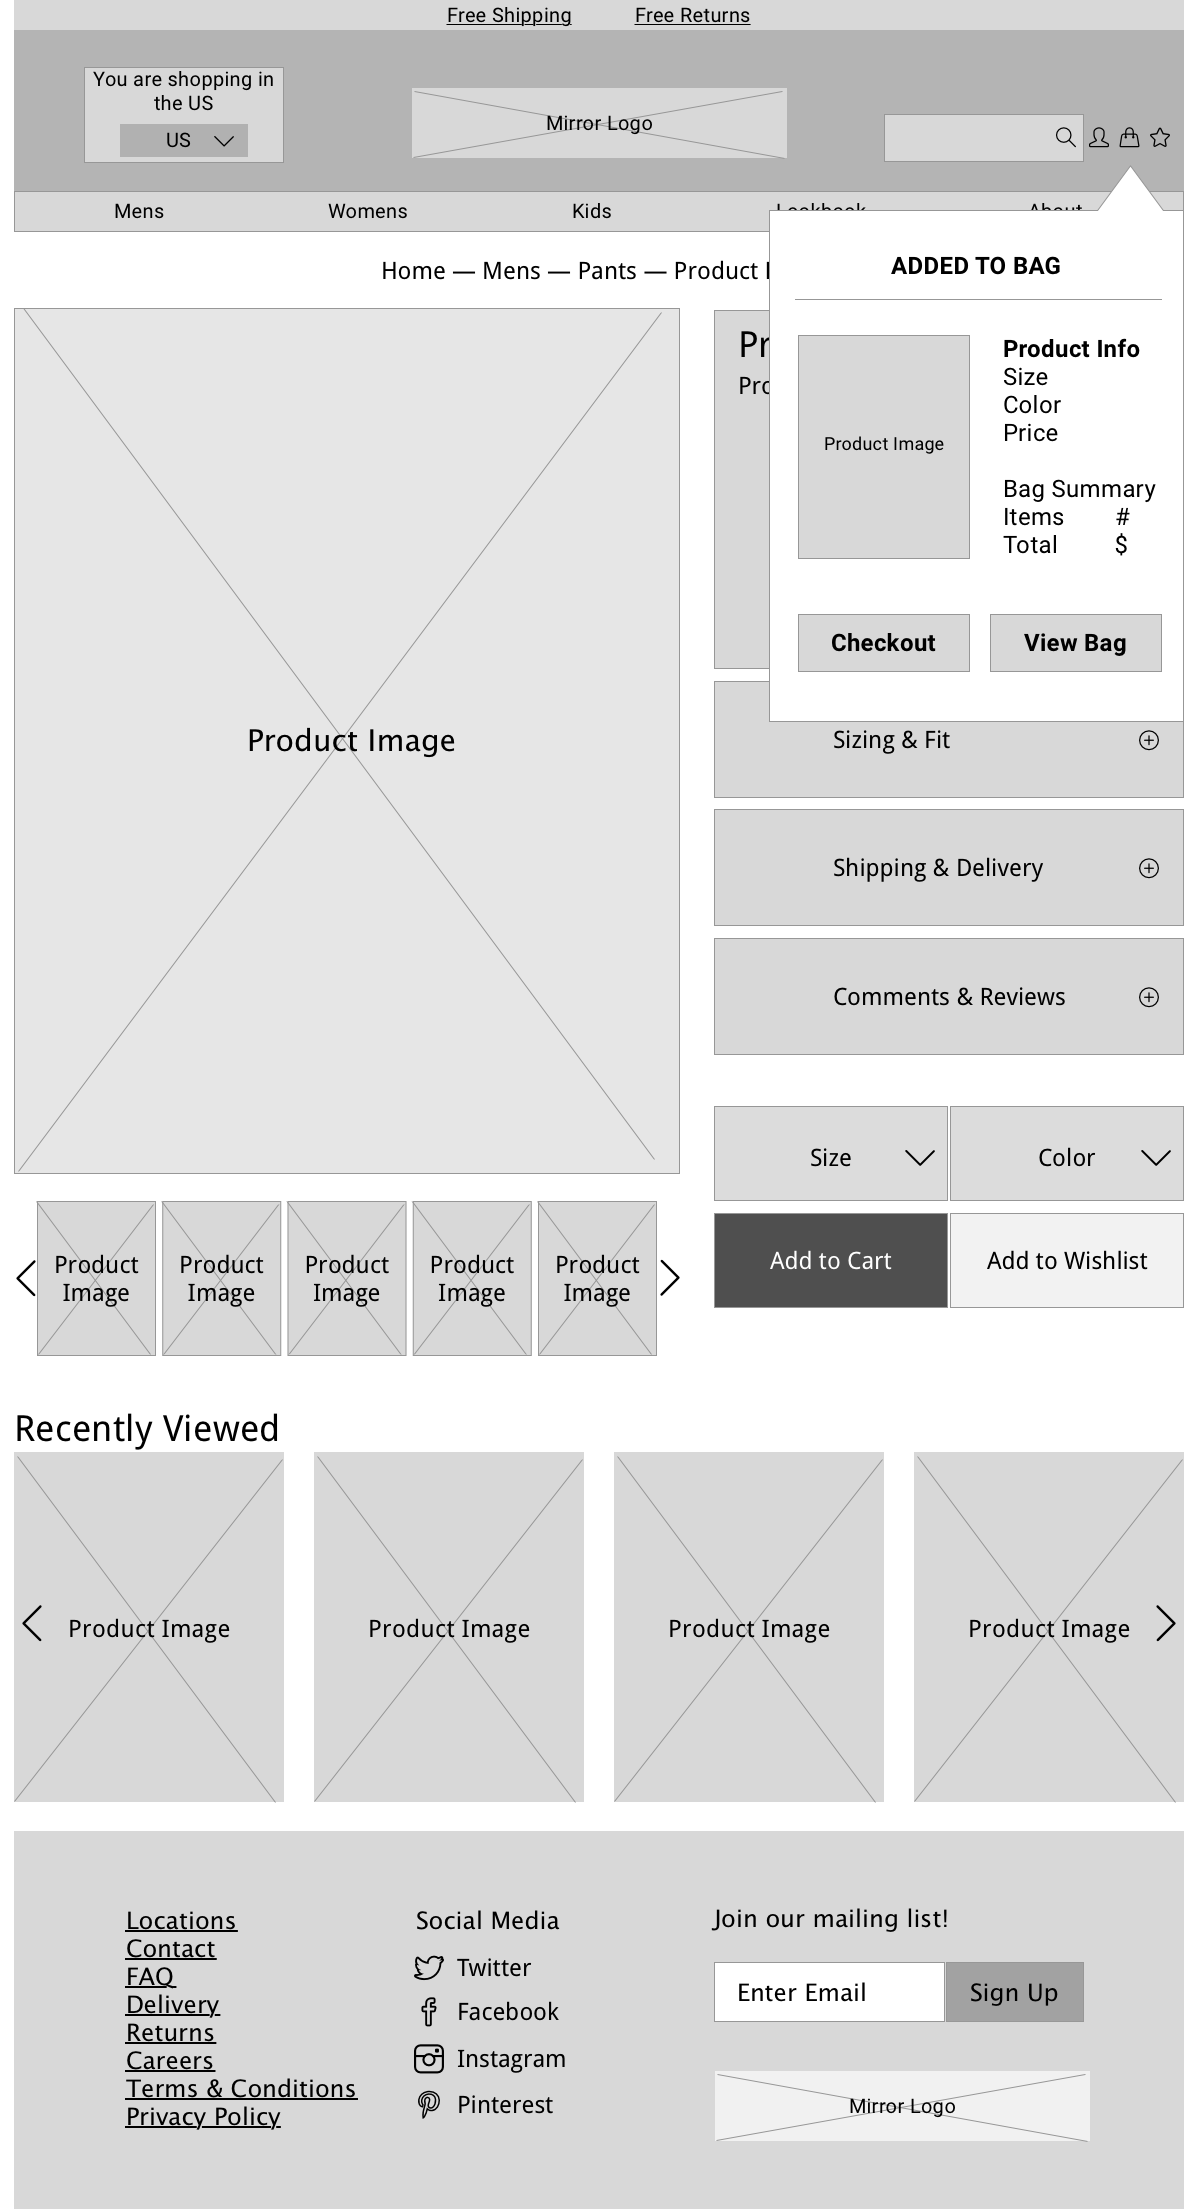 Free Shipping Free Returns
You are shopping in
the US
US
Mirror Logo
Mens Womens Kids Lookbook About
Home — Mens — Pants — Product
ADDED TO BAG
Product Image
Product Info
Size
Color
Price
Bag Summary
Items #
Total $
Checkout View Bag
Product Image
Sizing & Fit
Shipping & Delivery
Comments & Reviews
Size Color
Add to Cart Add to Wishlist
Product
Image
Product
Image
Product
Image
Product
Image
Product
Image
Recently Viewed
Product Image Product Image Product Image Product Image
Locations
Contact
FAQ
Delivery
Returns
Careers
Terms & Conditions
Privacy Policy
Social Media
Twitter
Facebook
Instagram
Pinterest
Join our mailing list!
Enter Email Sign Up
Mirror Logo